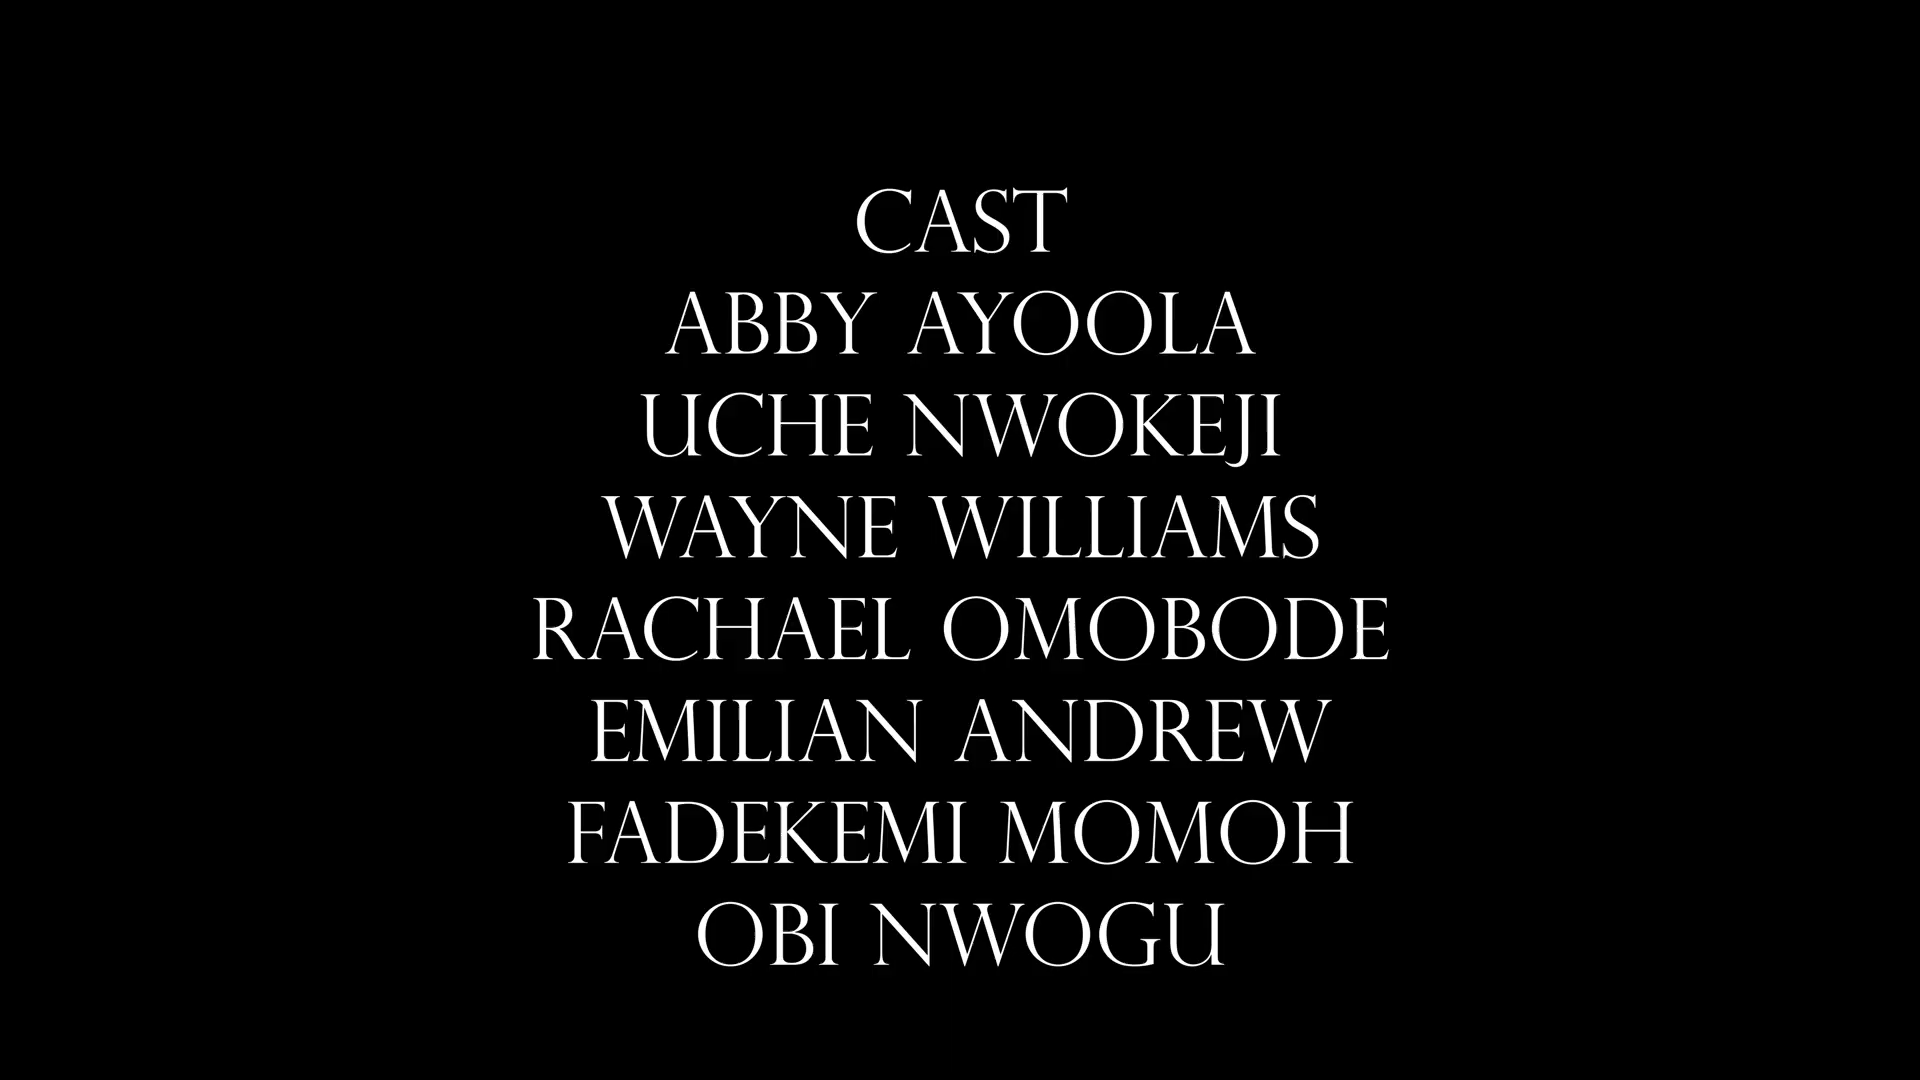 CAST
ABBY AYOOLA
UCHE NWOKEJI
WAYNE WILLIAMS
RACHAEL OMOBODE
EMILIAN ANDREW
FADEKEMI MOMOH
OBI NWOGU